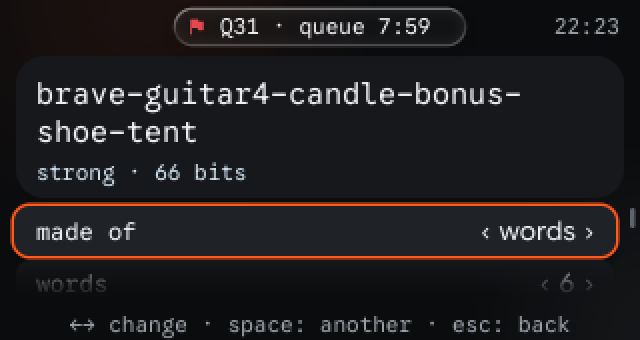 Q31 · queue 7:59
22:23
brave-guitar4-candle-bonus-
shoe-tent
strong · 66 bits
made of ‹ words ›
words ‹ 6 ›
↔ change · space: another · esc: back